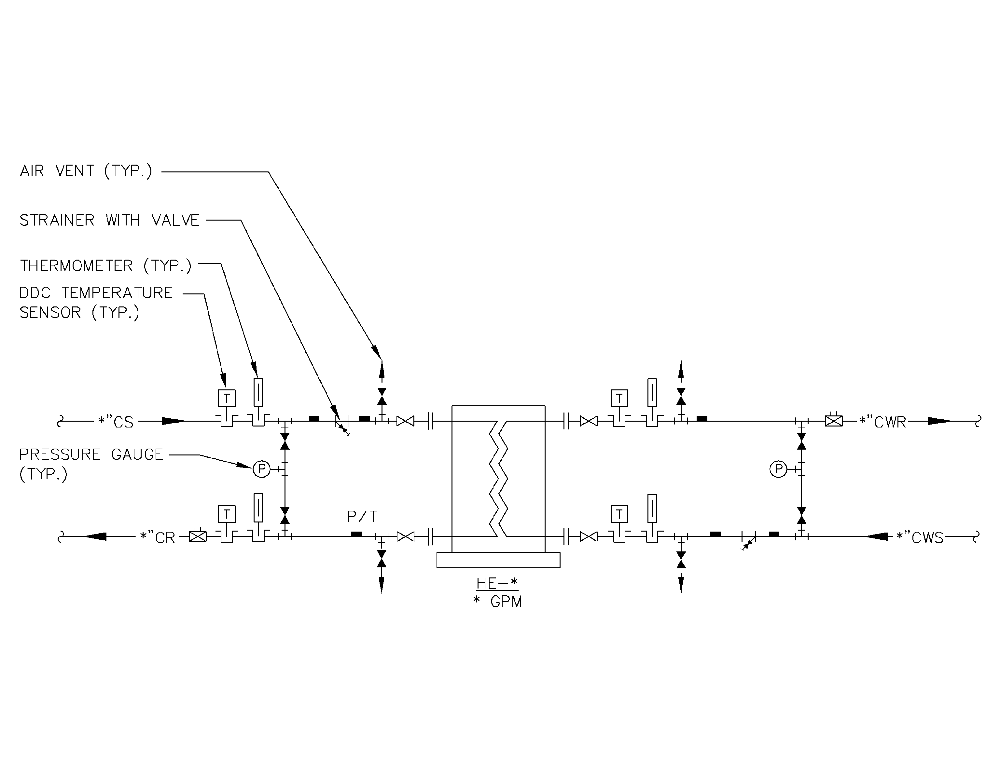 AIR VENT (TYP.)
STRAINER WITH VALVE
THERMOMETER (TYP.)
DDC TEMPERATURE
SENSOR (TYP.)
T
T
*"CS
*"CWR
PRESSURE GAUGE
(TYP.)
P
P
T
P/T
T
*"CR
*"CWS
HE-*
* GPM